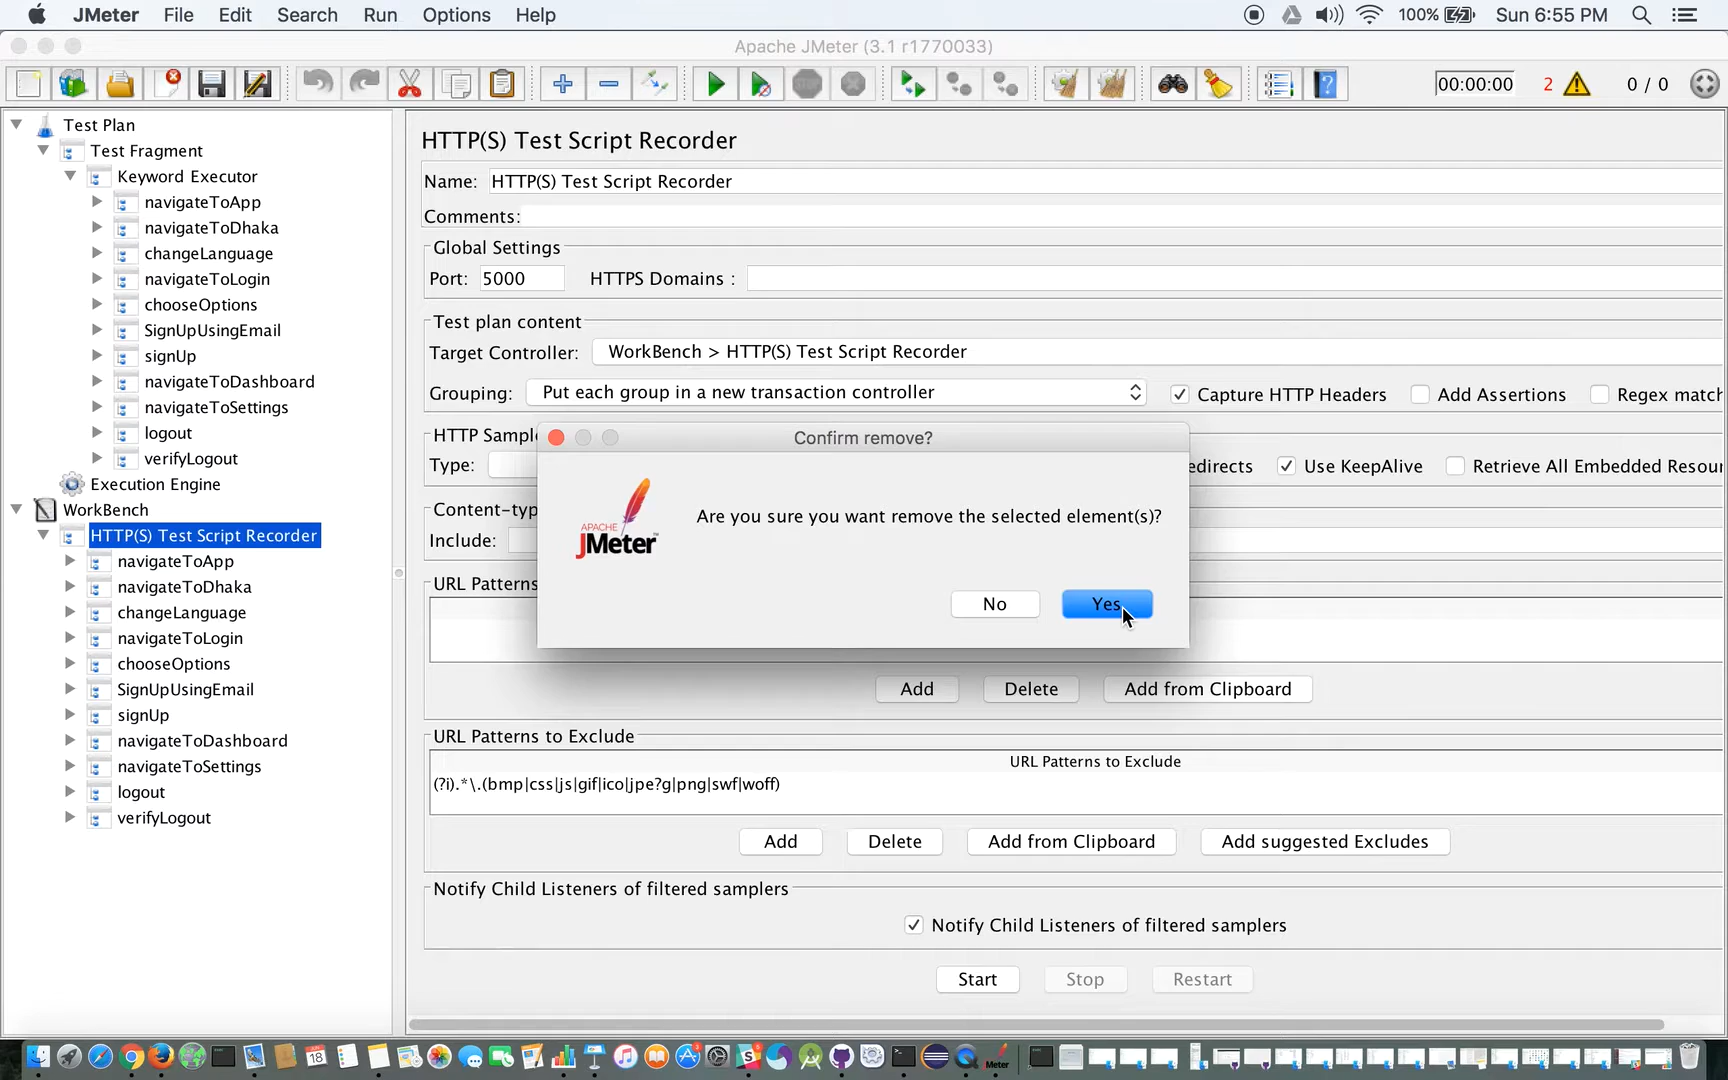 JMeter File Edit Search Run Options Help 100% Sun 6:55 PM
Apache JMeter (3.1 r1770033)
00:00:00 2 0 / 0
Test Plan
Test Fragment
Keyword Executor
navigateToApp
navigateToDhaka
changeLanguage
navigateToLogin
chooseOptions
SignUpUsingEmail
signUp
navigateToDashboard
navigateToSettings
logout
verifyLogout
Execution Engine
WorkBench
HTTP(S) Test Script Recorder
navigateToApp
navigateToDhaka
changeLanguage
navigateToLogin
chooseOptions
SignUpUsingEmail
signUp
navigateToDashboard
navigateToSettings
logout
verifyLogout
HTTP(S) Test Script Recorder
Name: HTTP(S) Test Script Recorder
Comments:
Global Settings
Port: 5000 HTTPS Domains :
Test plan content
Target Controller: WorkBench > HTTP(S) Test Script Recorder
Grouping: Put each group in a new transaction controller Capture HTTP Headers Add Assertions Regex match
HTTP Sample
Type: edirects Use KeepAlive Retrieve All Embedded Resour
Content-typ
Include:
URL Patterns
Confirm remove?
APACHE
JMeter
Are you sure you want remove the selected element(s)?
No Yes
Add Delete Add from Clipboard
URL Patterns to Exclude
URL Patterns to Exclude
(?i).*\.(bmp|css|js|gif|ico|jpe?g|png|swf|woff)
Add Delete Add from Clipboard Add suggested Excludes
Notify Child Listeners of filtered samplers
Notify Child Listeners of filtered samplers
Start Stop Restart
18
JMeter